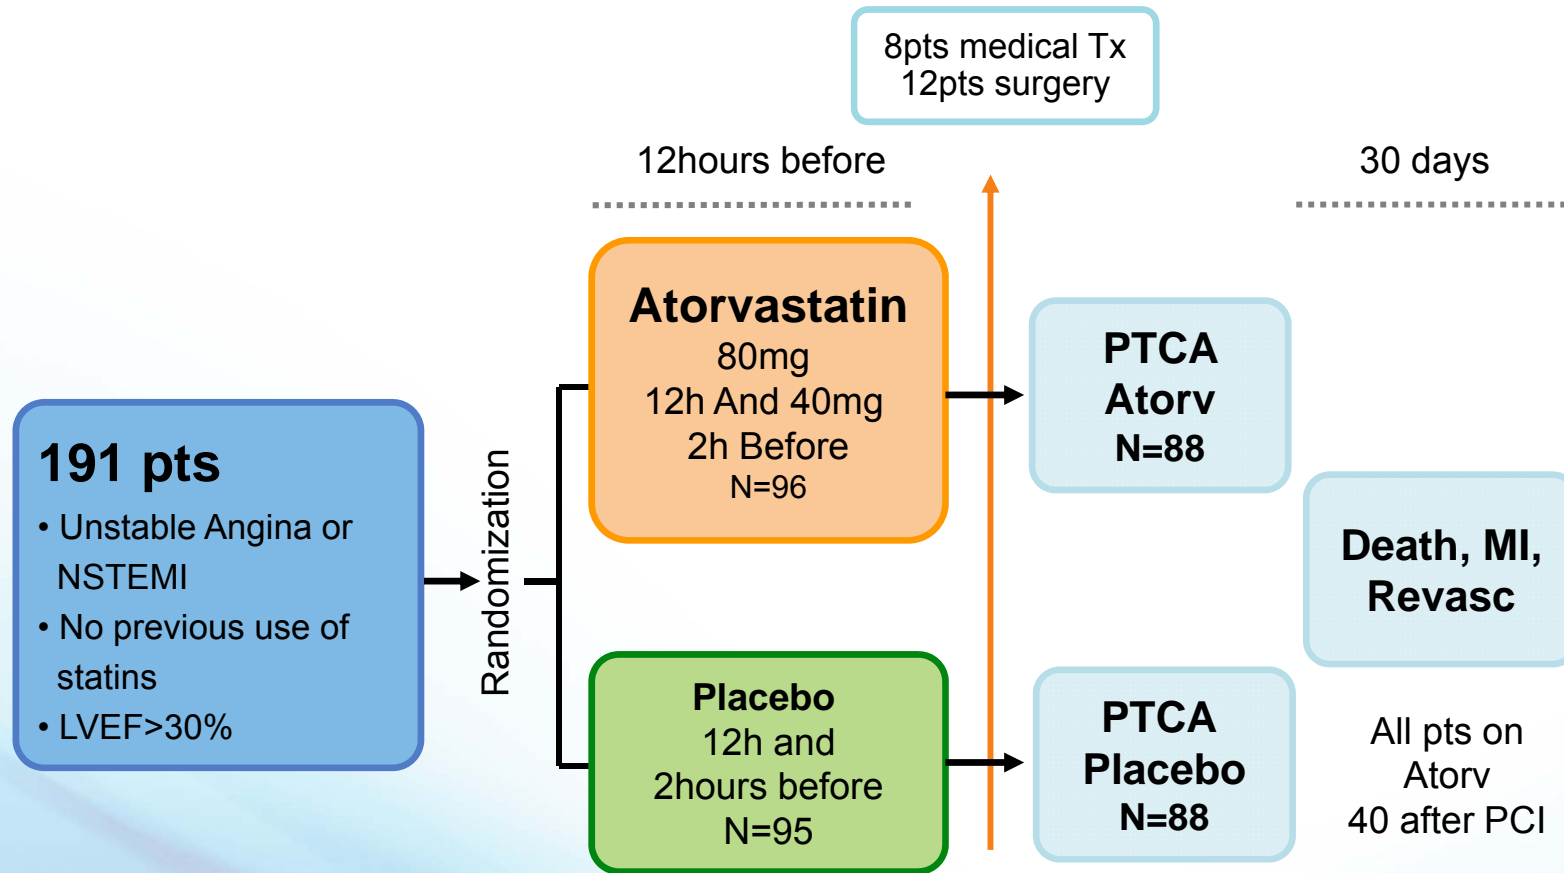 8pts medical Tx
12pts surgery
12hours before
30 days
191 pts
• Unstable Angina or
NSTEMI
• No previous use of
statins
• LVEF>30%
Randomization
Atorvastatin
80mg
12h And 40mg
2h Before
N=96
Placebo
12h and
2hours before
N=95
PTCA
Atorv
N=88
PTCA
Placebo
N=88
Death, MI,
Revasc
All pts on
Atorv
40 after PCI